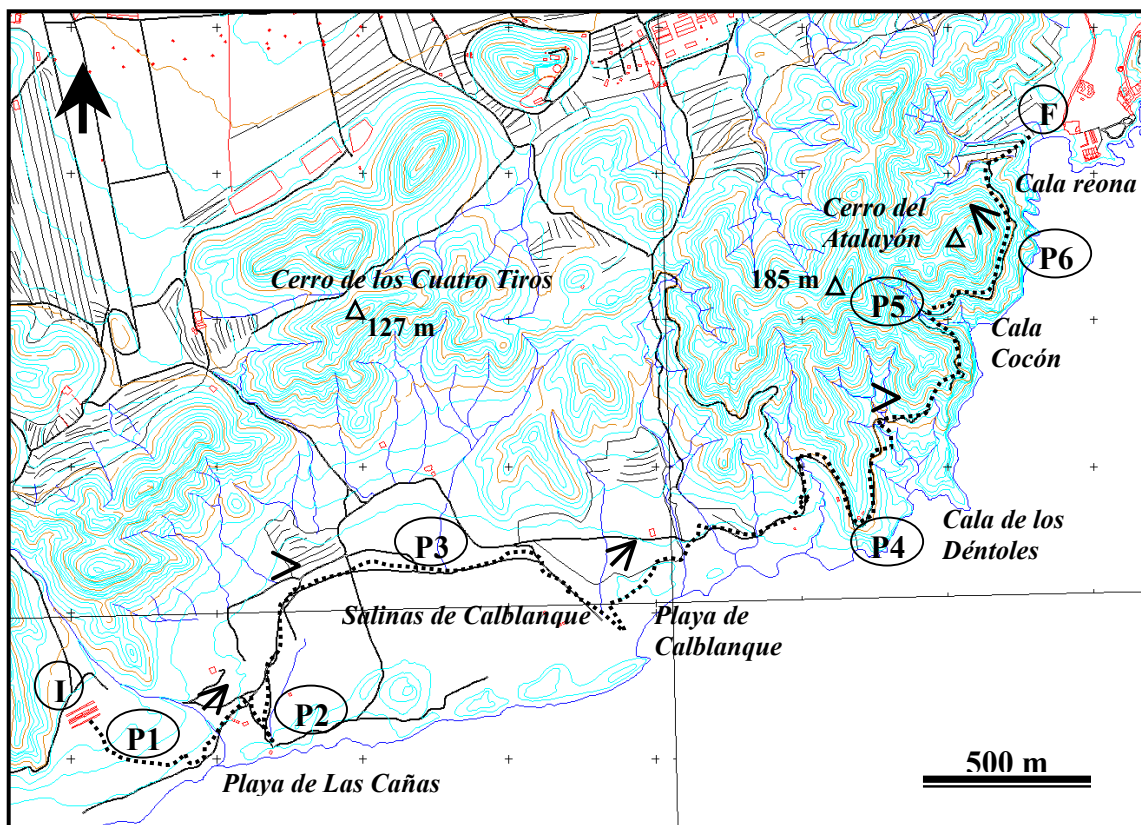 F
Cala reona
Cerro del
Atalayón
P6
Cerro de los Cuatro Tiros
185 m
P5
127 m
Cala
Cocón
P3
P4
Cala de los
Déntoles
Salinas de Calblanque
Playa de
Calblanque
I
P1
P2
500 m
Playa de Las Cañas